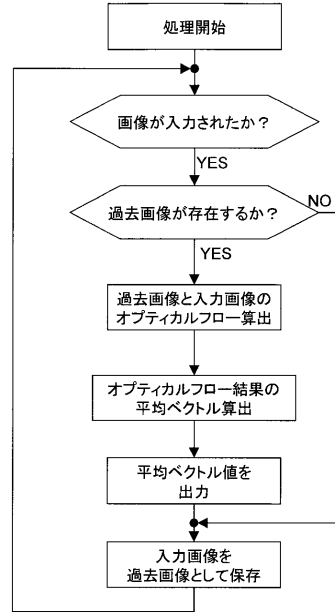 処理開始
画像が入力されたか？
YES
過去画像が存在するか？
NO
YES
過去画像と入力画像の
オプティカルフロー算出
オプティカルフロー結果の
平均ベクトル算出
平均ベクトル値を
出力
入力画像を
過去画像として保存